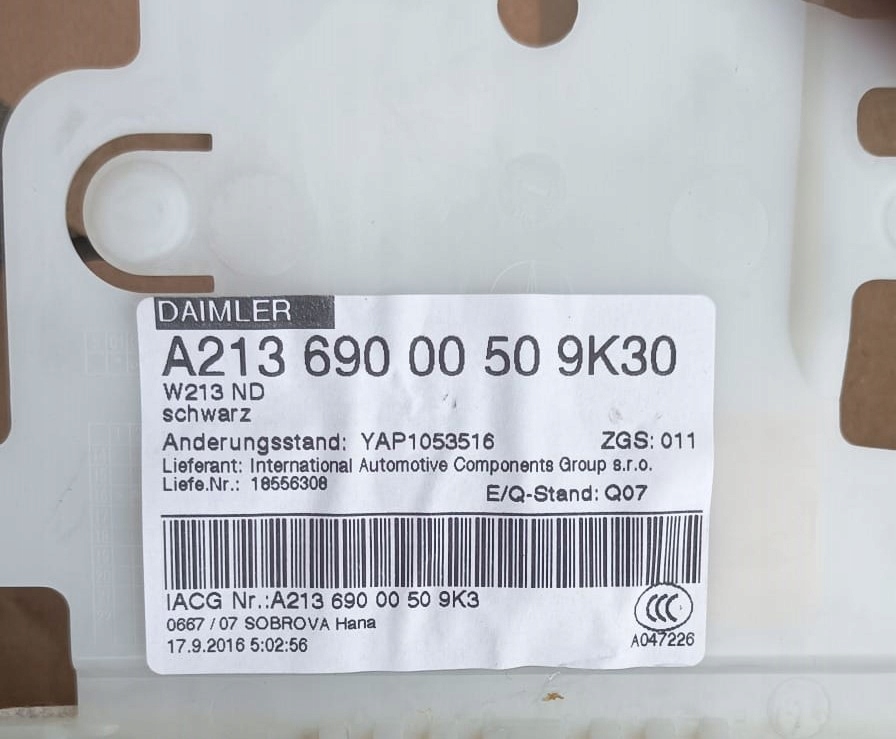 DAIMLER
A213 690 00 50 9K30
W213 ND
schwarz
Anderungsstand: YAP1053516 ZGS: 011
Lieferant: International Automotive Components Group s.r.o.
Liefe.Nr.: 18556308
E/Q-Stand: Q07
IACG Nr.:A213 690 00 50 9K3
0667 / 07 SOBROVA Hana
17.9.2016 5:02:56
CCC
A047226